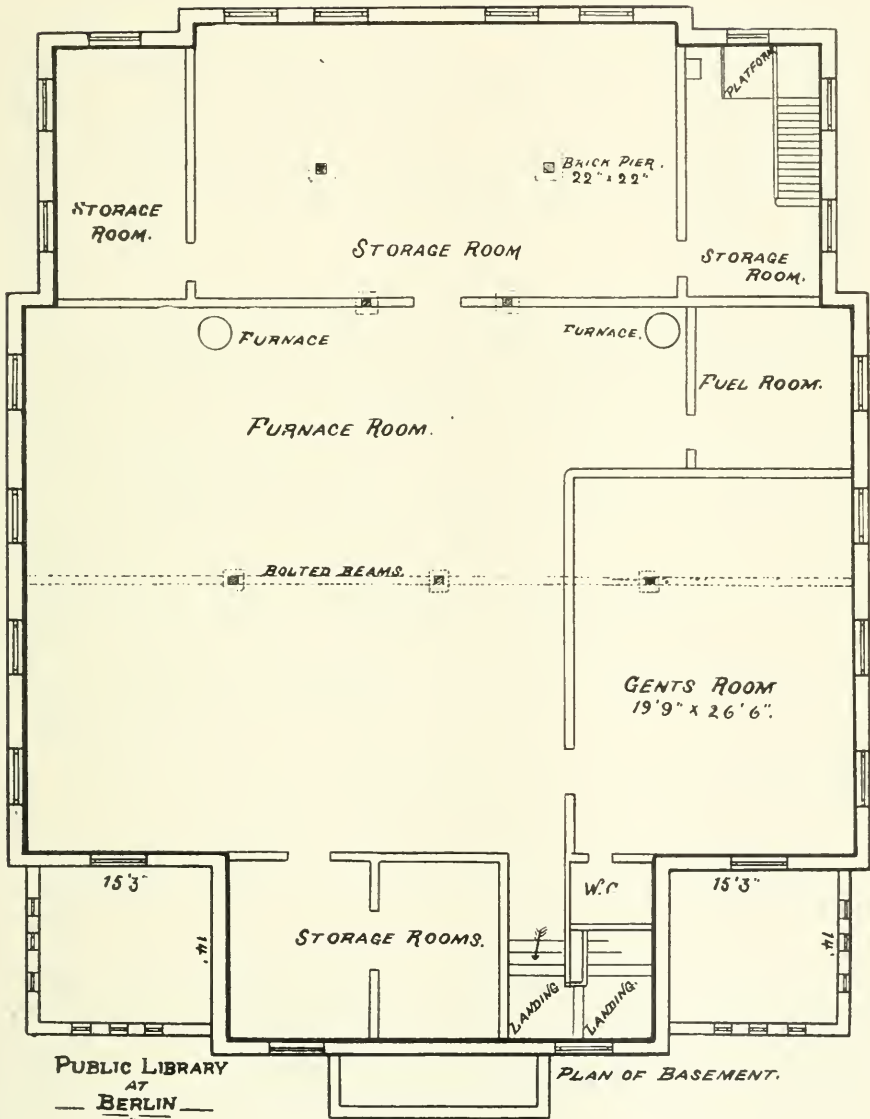 PLATFORM
BRICK PIER.
22" x 22"
STORAGE
ROOM.
STORAGE ROOM
STORAGE
ROOM.
FURNACE
FURNACE.
FUEL ROOM.
FURNACE ROOM.
BOLTED BEAMS.
GENTS ROOM
19'9" x 26'6".
15'3"
W.C
15'3"
14'
STORAGE ROOMS.
14'
LANDING
LANDING.
PUBLIC LIBRARY
AT
BERLIN
PLAN OF BASEMENT.